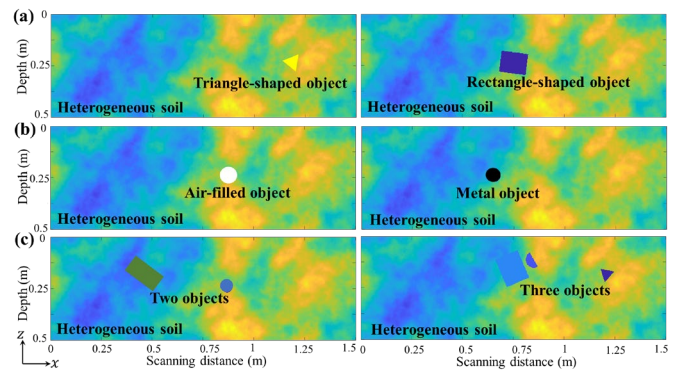 (a)
0
0.25
0.5
Depth (m)
Triangle-shaped object
Heterogeneous soil
Rectangle-shaped object
Heterogeneous soil
(b)
0
0.25
0.5
Depth (m)
Air-filled object
Heterogeneous soil
Metal object
Heterogeneous soil
(c)
0
0.25
0.5
Depth (m)
Two objects
Heterogeneous soil
Three objects
Heterogeneous soil
0 0.25 0.5 0.75 1 1.25 1.5
Scanning distance (m)
0 0.25 0.5 0.75 1 1.25 1.5
Scanning distance (m)
z
x